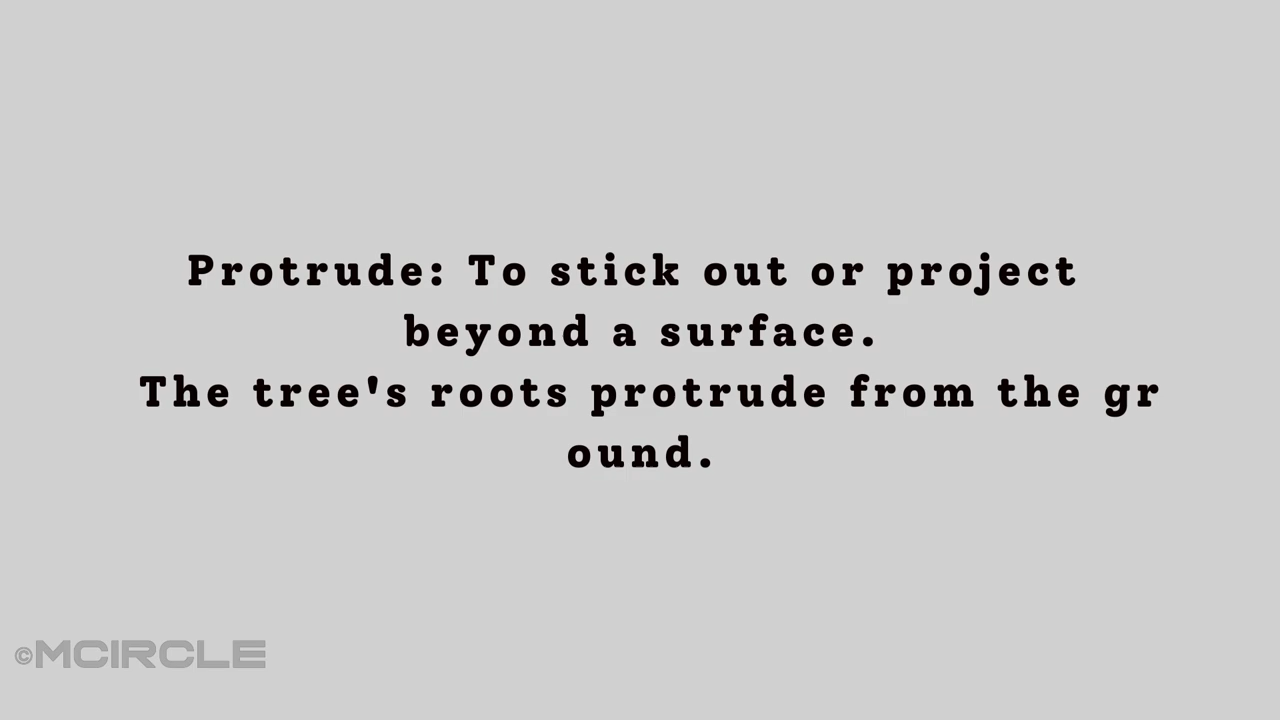 Protrude: To stick out or project
beyond a surface.
The tree's roots protrude from the gr
ound.
©MCIRCLE